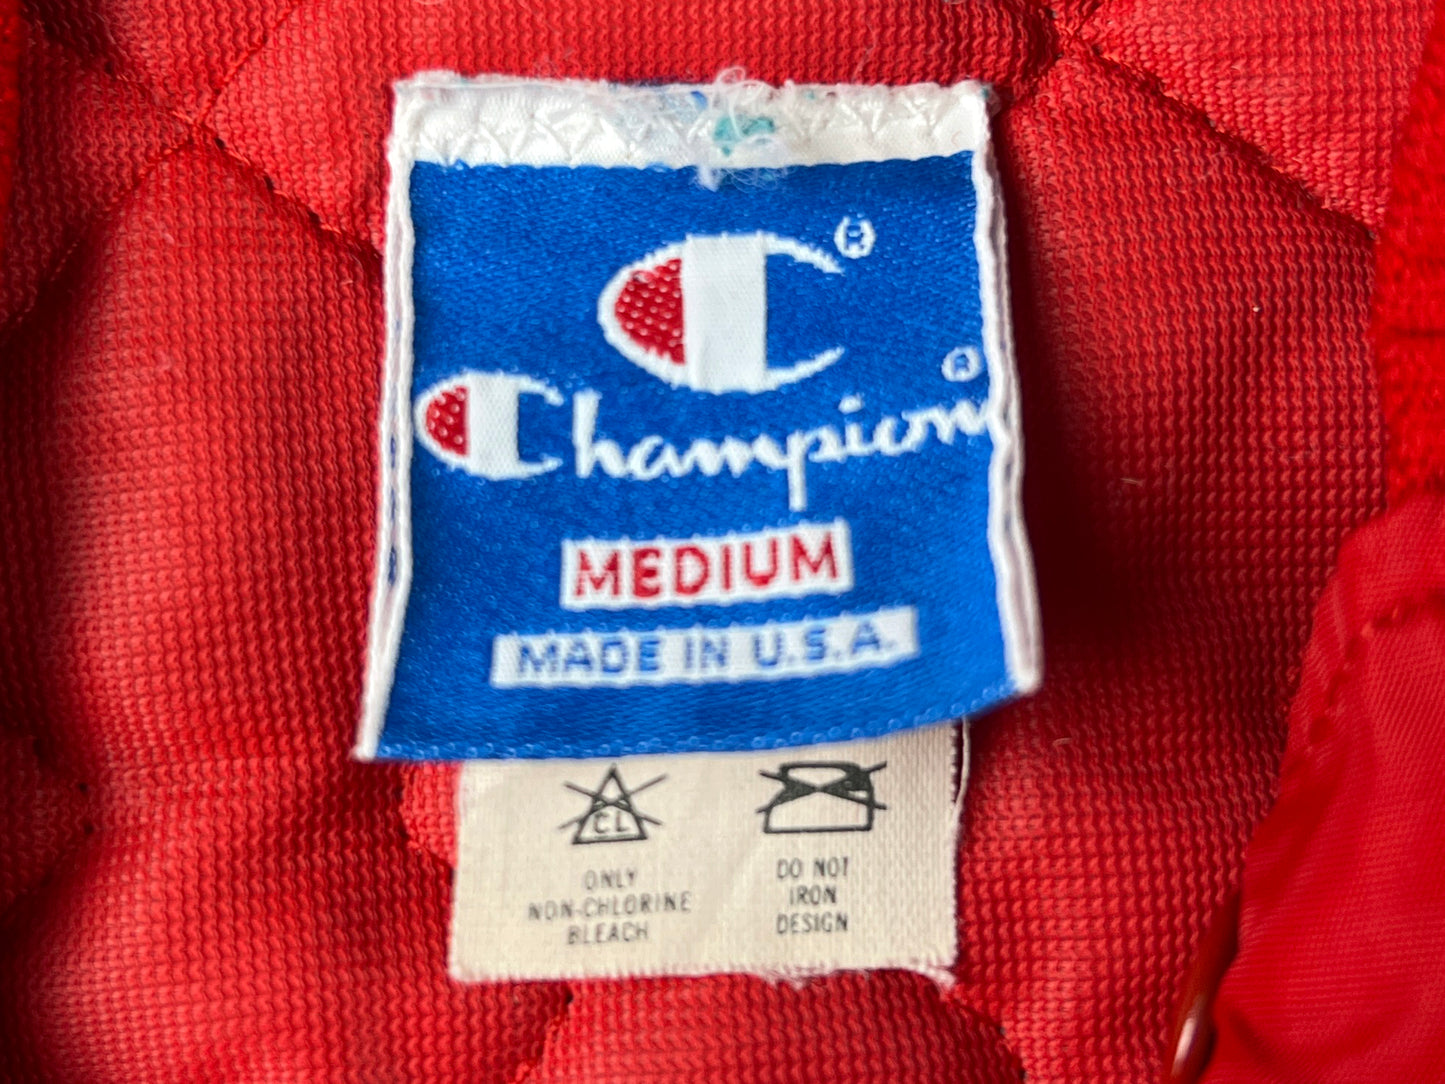 ®
Champion ®
MEDIUM
MADE IN U.S.A.
CL
ONLY
NON-CHLORINE
BLEACH
DO NOT
IRON
DESIGN